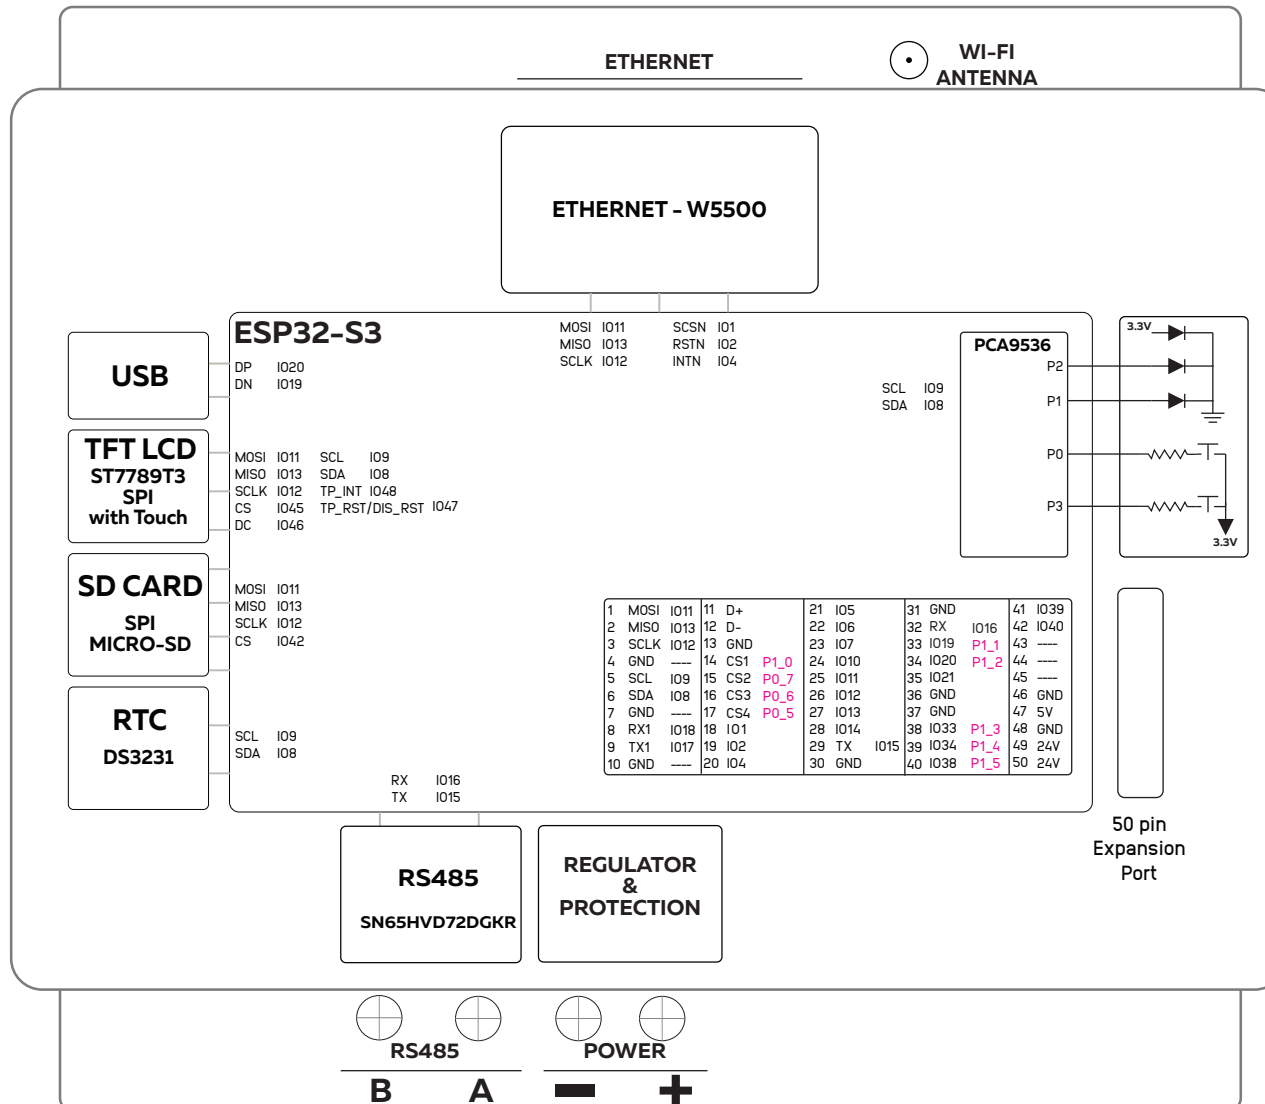 ETHERNET
WI-FI
ANTENNA
ETHERNET - W5500
ESP32-S3
MOSI IO11 SCSN IO1
MISO IO13 RSTN IO2
SCLK IO12 INTN IO4
USB
DP IO20
DN IO19
PCA9536
P2
P1
P0
P3
SCL IO9
SDA IO8
3.3V
3.3V
TFT LCD
ST7789T3
SPI
with Touch
MOSI IO11 SCL IO9
MISO IO13 SDA IO8
SCLK IO12 TP_INT IO48
CS IO45 TP_RST/DIS_RST IO47
DC IO46
SD CARD
SPI
MICRO-SD
MOSI IO11
MISO IO13
SCLK IO12
CS IO42
RTC
DS3231
SCL IO9
SDA IO8
1 MOSI IO11 11 D+ 21 IO5 31 GND 41 IO39
2 MISO IO13 12 D- 22 IO6 32 RX IO16 42 IO40
3 SCLK IO12 13 GND 23 IO7 33 IO19 P1_1 43 ----
4 GND ---- 14 CS1 P1_0 24 IO10 34 IO20 P1_2 44 ----
5 SCL IO9 15 CS2 P0_7 25 IO11 35 IO21 45 ----
6 SDA IO8 16 CS3 P0_6 26 IO12 36 GND 46 GND
7 GND ---- 17 CS4 P0_5 27 IO13 37 GND 47 5V
8 RX1 IO18 18 IO1 28 IO14 38 IO33 P1_3 48 GND
9 TX1 IO17 19 IO2 29 TX IO15 39 IO34 P1_4 49 24V
10 GND ---- 20 IO4 30 GND 40 IO38 P1_5 50 24V
RX IO16
TX IO15
50 pin
Expansion
Port
RS485
SN65HVD72DGKR
REGULATOR
&
PROTECTION
RS485
B A
POWER
− +